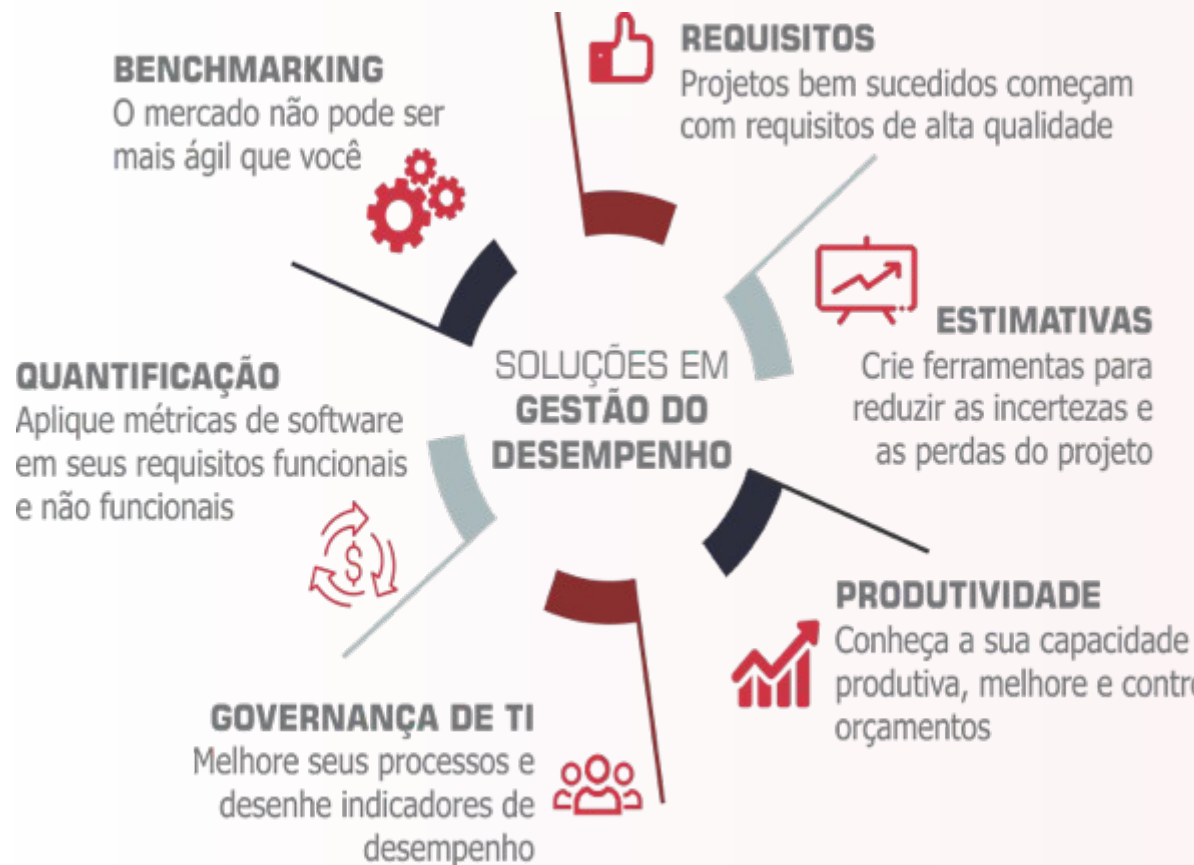 BENCHMARKING
O mercado não pode ser
mais ágil que você
REQUISITOS
Projetos bem sucedidos começam
com requisitos de alta qualidade
ESTIMATIVAS
Crie ferramentas para
reduzir as incertezas e
as perdas do projeto
SOLUÇÕES EM
GESTÃO DO
DESEMPENHO
QUANTIFICAÇÃO
Aplique métricas de software
em seus requisitos funcionais
e não funcionais
$
PRODUTIVIDADE
Conheça a sua capacidade
produtiva, melhore e
orçamentos
GOVERNANÇA DE TI
Melhore seus processos e
desenhe indicadores de
desempenho